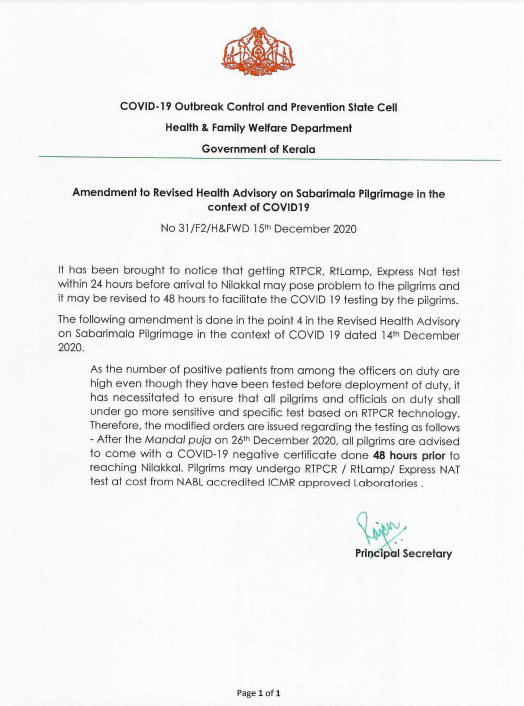 COVID-19 Outbreak Control and Prevention State Cell
Health & Family Welfare Department
Government of Kerala
Amendment to Revised Health Advisory on Sabarimala Pilgrimage in the
context of COVID19
No 31/F2/H&FWD 15th December 2020
It has been brought to notice that getting RTPCR, RtLamp, Express Nat test
within 24 hours before arrival to Nilakkal may pose problem to the pilgrims and
it may be revised to 48 hours to facilitate the COVID 19 testing by the pilgrims.
The following amendment is done in the point 4 in the Revised Health Advisory
on Sabarimala Pilgrimage in the context of COVID 19 dated 14th December
2020.
As the number of positive patients from among the officers on duty are
high even though they have been tested before deployment of duty, it
has necessitated to ensure that all pilgrims and officials on duty shall
under go more sensitive and specific test based on RTPCR technology.
Therefore, the modified orders are issued regarding the testing as follows
- After the Mandal puja on 26th December 2020, all pilgrims are advised
to come with a COVID-19 negative certificate done 48 hours prior to
reaching Nilakkal. Pilgrims may undergo RTPCR / RtLamp/ Express NAT
test at cost from NABL accredited ICMR approved Laboratories .
Principal Secretary
Page 1 of 1